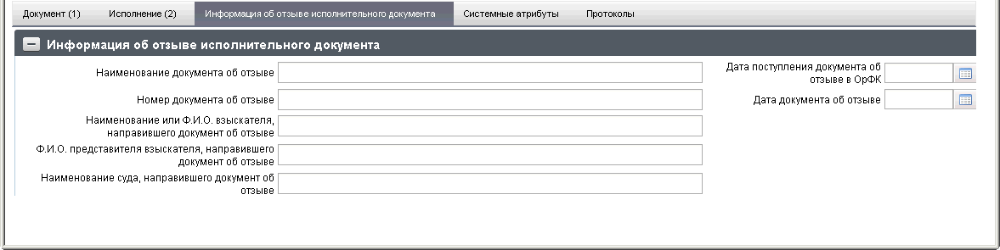 Документ (1) Исполнение (2) Информация об отзыве исполнительного документа Системные атрибуты Протоколы
Информация об отзыве исполнительного документа
Наименование документа об отзыве
Дата поступления документа об
отзыве в ОрФК
Номер документа об отзыве
Дата документа об отзыве
Наименование или Ф.И.О. взыскателя,
направившего документ об отзыве
Ф.И.О. представителя взыскателя, направившего
документ об отзыве
Наименование суда, направившего документ об
отзыве